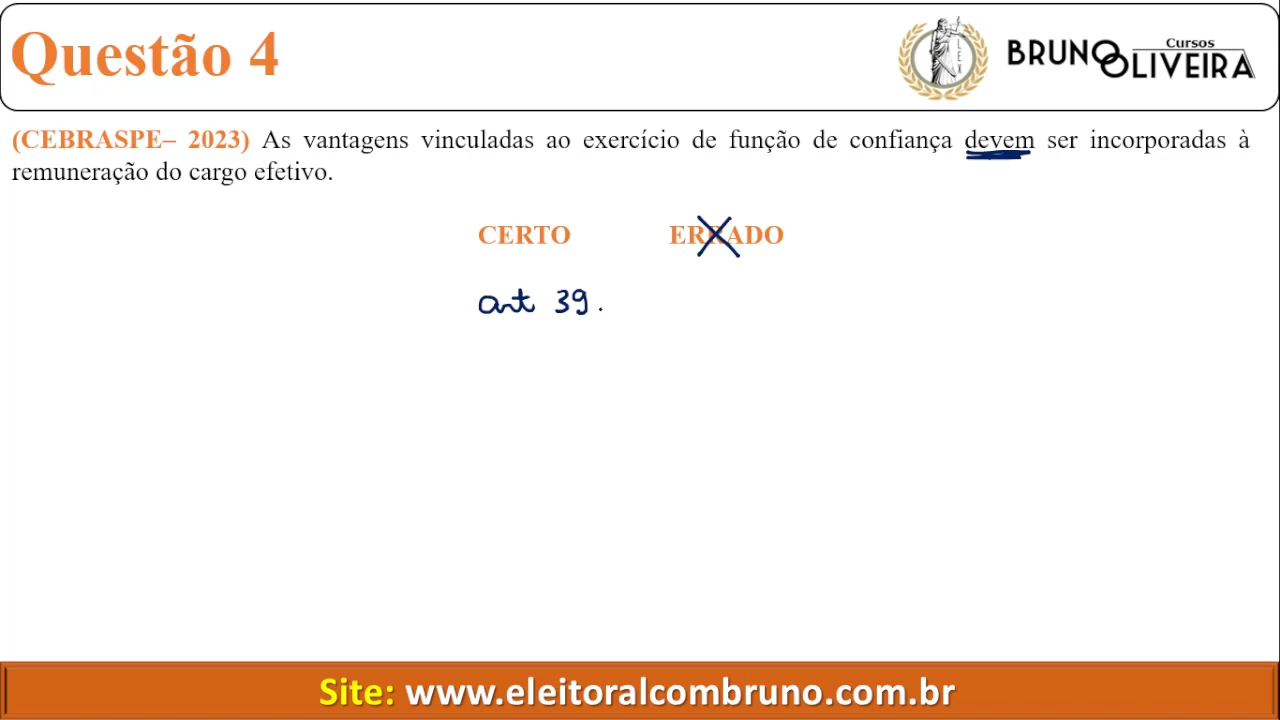 Questão 4
Cursos
BRUNO
OLIVEIRA
LEX
(CEBRASPE– 2023) As vantagens vinculadas ao exercício de função de confiança devem ser incorporadas à
remuneração do cargo efetivo.
CERTO ERRADO
art 39.
Site: www.eleitoralcombruno.com.br